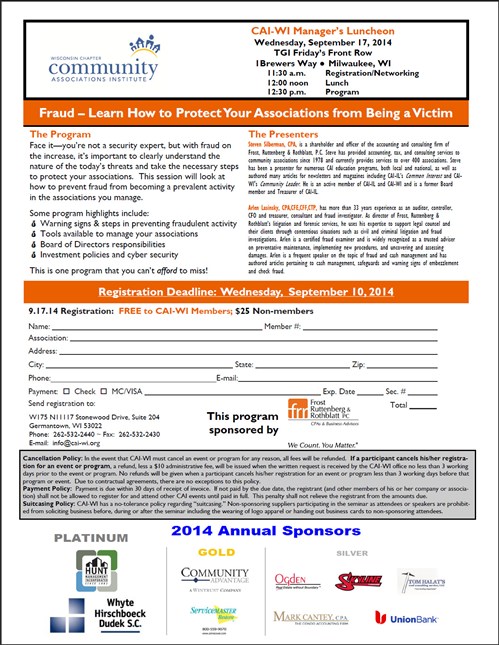 WISCONSIN CHAPTER
community
ASSOCIATIONS INSTITUTE
CAI-WI Manager's Luncheon
Wednesday, September 17, 2014
TGI Friday's Front Row
1Brewers Way ● Milwaukee, WI
11:30 a.m. Registration/Networking
12:00 noon Lunch
12:30 p.m. Program
Fraud – Learn How to Protect Your Associations from Being a Victim
The Program
Face it—you're not a security expert, but with fraud on
the increase, it's important to clearly understand the
nature of the today's threats and take the necessary steps
to protect your associations. This session will look at
how to prevent fraud from becoming a prevalent activity
in the associations you manage.
Some program highlights include:
Warning signs & steps in preventing fraudulent activity
Tools available to manage your associations
Board of Directors responsibilities
Investment policies and cyber security
This is one program that you can't afford to miss!
The Presenters
Steven Silberman, CPA, is a shareholder and officer of the accounting and consulting firm of
Frost, Ruttenberg & Rothblatt, P.C. Steve has provided accounting, tax, and consulting services to
community associations since 1978 and currently provides services to over 400 associations. Steve
has been a presenter for numerous CAI education programs, both local and national, as well as
authored many articles for newsletters and magazines including CAI-IL's Common Interest and CAI-
WI's Community Leader. He is an active member of CAI-IL and CAI-WI and is a former Board
member and Treasurer of CAI-IL.
Arlen Lasinsky, CPA,CFE,CFF,CTP, has more than 33 years experience as an auditor, controller,
CFO and treasurer, consultant and fraud investigator. As director of Frost, Ruttenberg &
Rothblatt's litigation and forensic services, he uses his expertise to support legal counsel and
their clients through contentious situations such as civil and criminal litigation and fraud
investigations. Arlen is a certified fraud examiner and is widely recognized as a trusted adviser
on preventative maintenance, implementing new procedures, and uncovering and assessing
damages. Arlen is a frequent speaker on the topic of fraud and cash management and has
authored articles pertaining to cash management, safeguards and warning signs of embezzlement
and check fraud.
Registration Deadline: Wednesday, September 10, 2014
9.17.14 Registration: FREE to CAI-WI Members; $25 Non-members
Name: Member #:
Association:
Address:
City: State: Zip:
Phone: E-mail:
Payment: ☐ Check ☐ MC/VISA Exp. Date Sec. #
Send registration to: Total
W175 N11117 Stonewood Drive, Suite 204
Germantown, WI 53022
Phone: 262-532-2440 ~ Fax: 262-532-2430
E-mail: info@cai-wi.org
This program
sponsored by
frr
Frost
Ruttenberg &
Rothblatt PC
CPAs & Business Advisors
We Count. You Matter.
Cancellation Policy: In the event that CAI-WI must cancel an event or program for any reason, all fees will be refunded. If a participant cancels his/her registra-
tion for an event or program, a refund, less a $10 administrative fee, will be issued when the written request is received by the CAI-WI office no less than 3 working
days prior to the event or program. No refunds will be given when a participant cancels his/her registration for an event or program less than 3 working days before that
program or event. Due to contractual agreements, there are no exceptions to this policy.
Payment Policy: Payment is due within 30 days of receipt of invoice. If not paid by the due date, the registrant (and other members of his or her company or associa-
tion) shall not be allowed to register for and attend other CAI events until paid in full. This penalty shall not relieve the registrant from the amounts due.
Suitcasing Policy: CAI-WI has a no-tolerance policy regarding "suitcasing." Non-sponsoring suppliers participating in the seminar as attendees or speakers are prohibit-
ed from soliciting business before, during or after the seminar including the wearing of logo apparel or handing out business cards to non-sponsoring attendees.
2014 Annual Sponsors
PLATINUM
GOLD
SILVER
HUNT
MANAGEMENT
INCORPORATED
Whyte
Hirschboeck
Dudek S.C.
COMMUNITY
ADVANTAGE
A WINTRUST COMPANY
ServiceMASTER
Ogden
TOM HALAT'S
MARK CANTEY, CPA
UnionBank